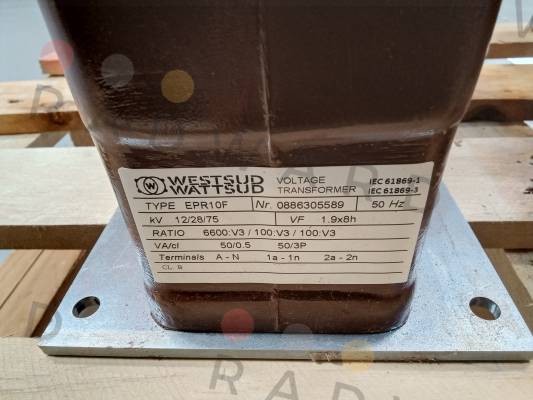 WESTSUD WATTSUD VOLTAGE TRANSFORMER IEC 61869-1 IEC 61869-3
TYPE EPR10F Nr. 0886305589 50 Hz
kV 12/28/75 VF 1.9x8h
RATIO 6600:V3 / 100:V3 / 100:V3
VA/cl 50/0.5 50/3P
Terminals A - N 1a - 1n 2a - 2n